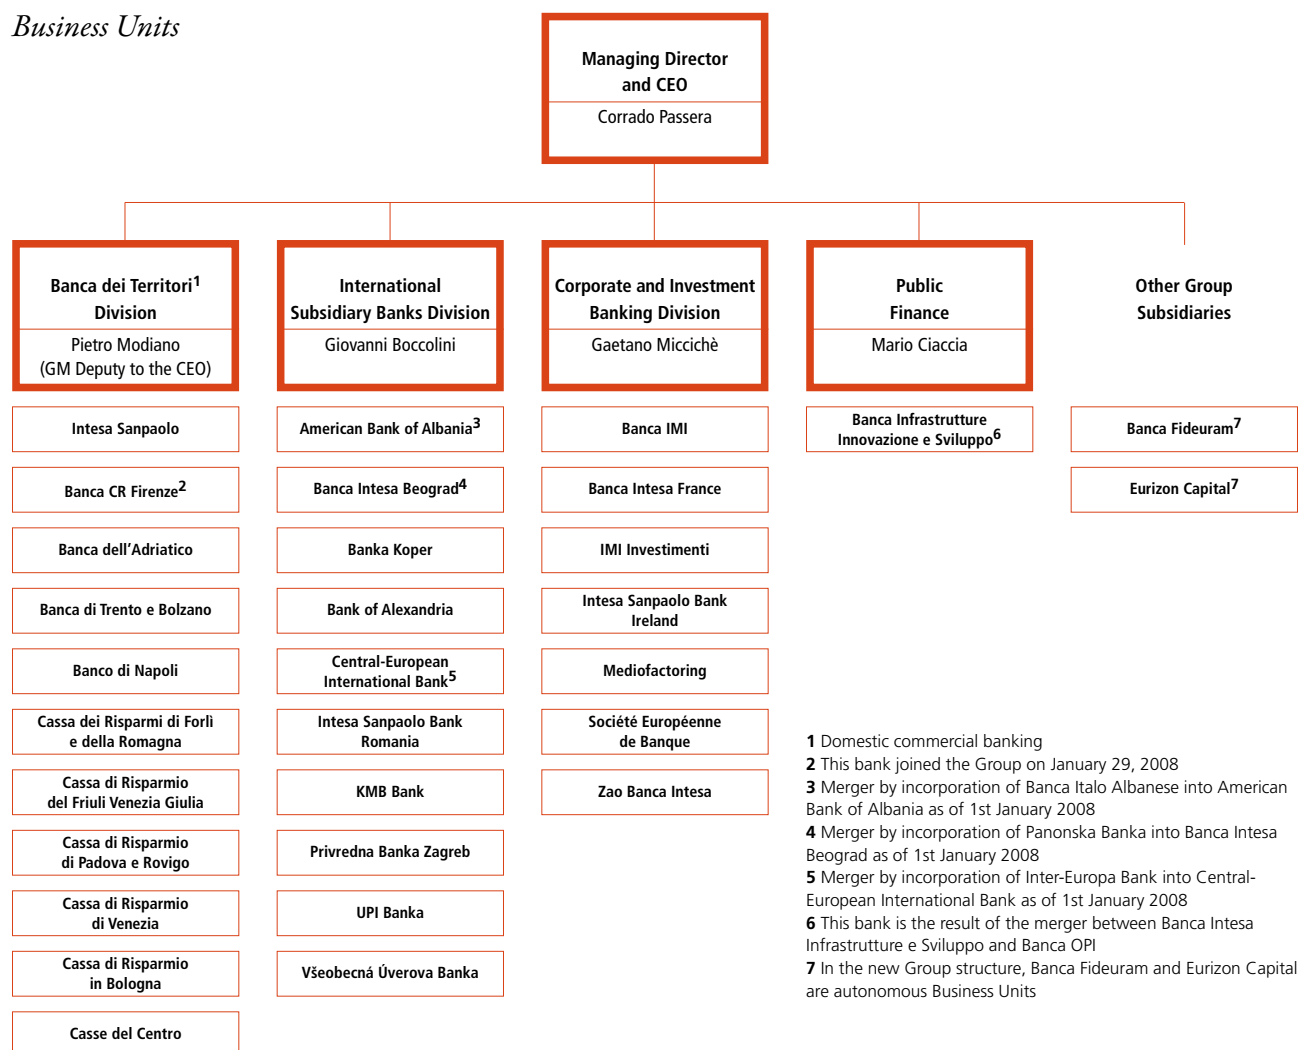 Business Units
Managing Director
and CEO
Corrado Passera
Banca dei Territori1
Division
Pietro Modiano
(GM Deputy to the CEO)
International
Subsidiary Banks Division
Giovanni Boccolini
Corporate and Investment
Banking Division
Gaetano Miccichè
Public
Finance
Mario Ciaccia
Other Group
Subsidiaries
Intesa Sanpaolo
Banca CR Firenze2
Banca dell'Adriatico
Banca di Trento e Bolzano
Banco di Napoli
Cassa dei Risparmi di Forlì
e della Romagna
Cassa di Risparmio
del Friuli Venezia Giulia
Cassa di Risparmio
di Padova e Rovigo
Cassa di Risparmio
di Venezia
Cassa di Risparmio
in Bologna
Casse del Centro
American Bank of Albania3
Banca Intesa Beograd4
Banka Koper
Bank of Alexandria
Central-European
International Bank5
Intesa Sanpaolo Bank
Romania
KMB Bank
Privredna Banka Zagreb
UPI Banka
Všeobecná Úverova Banka
Banca IMI
Banca Intesa France
IMI Investimenti
Intesa Sanpaolo Bank
Ireland
Mediofactoring
Société Européenne
de Banque
Zao Banca Intesa
Banca Infrastrutture
Innovazione e Sviluppo6
Banca Fideuram7
Eurizon Capital7
1 Domestic commercial banking
2 This bank joined the Group on January 29, 2008
3 Merger by incorporation of Banca Italo Albanese into American
Bank of Albania as of 1st January 2008
4 Merger by incorporation of Panonska Banka into Banca Intesa
Beograd as of 1st January 2008
5 Merger by incorporation of Inter-Europa Bank into Central-
European International Bank as of 1st January 2008
6 This bank is the result of the merger between Banca Intesa
Infrastrutture e Sviluppo and Banca OPI
7 In the new Group structure, Banca Fideuram and Eurizon Capital
are autonomous Business Units